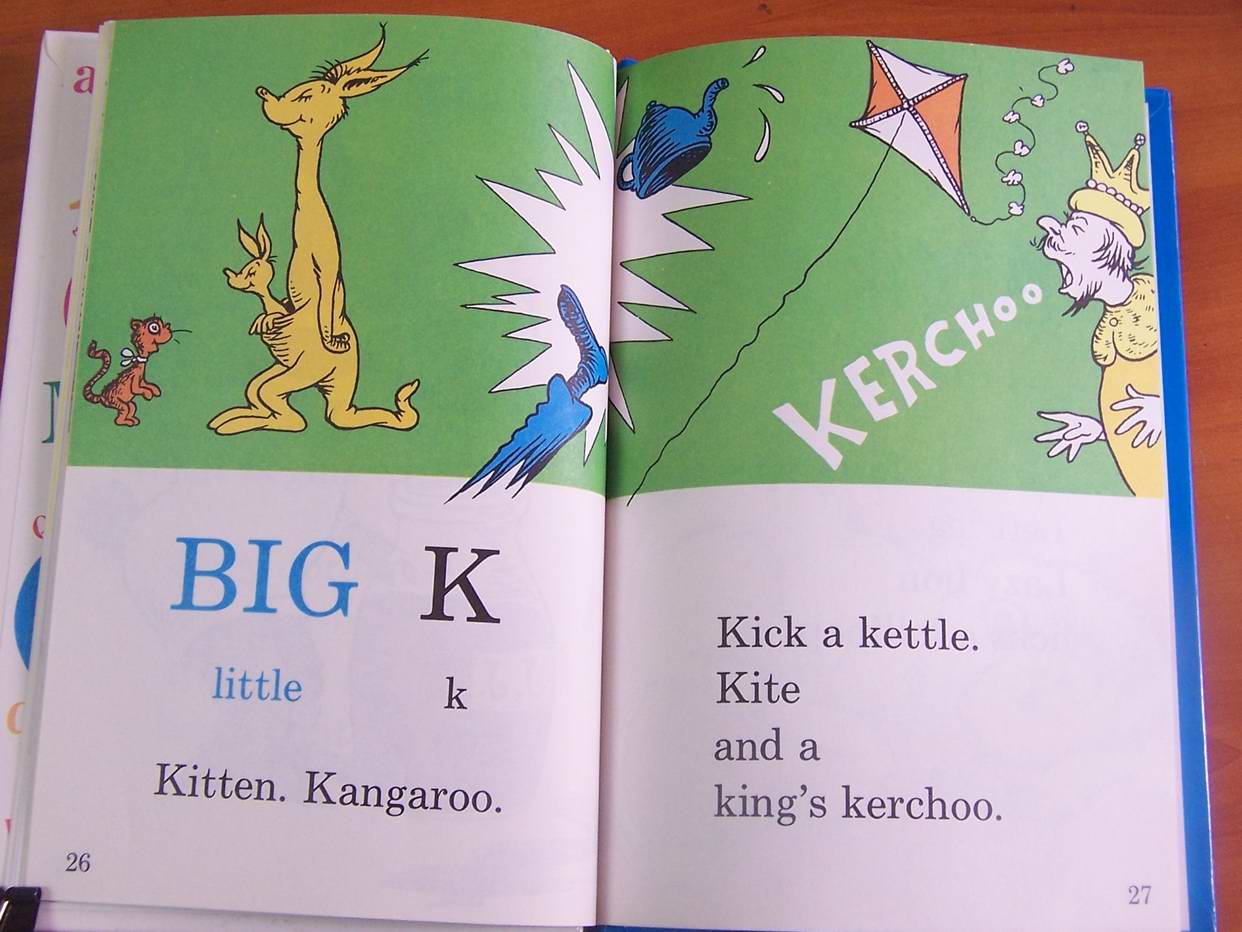 BIG K
little k
Kitten. Kangaroo.
26
KERCHOO
Kick a kettle.
Kite
and a
king's kerchoo.
27